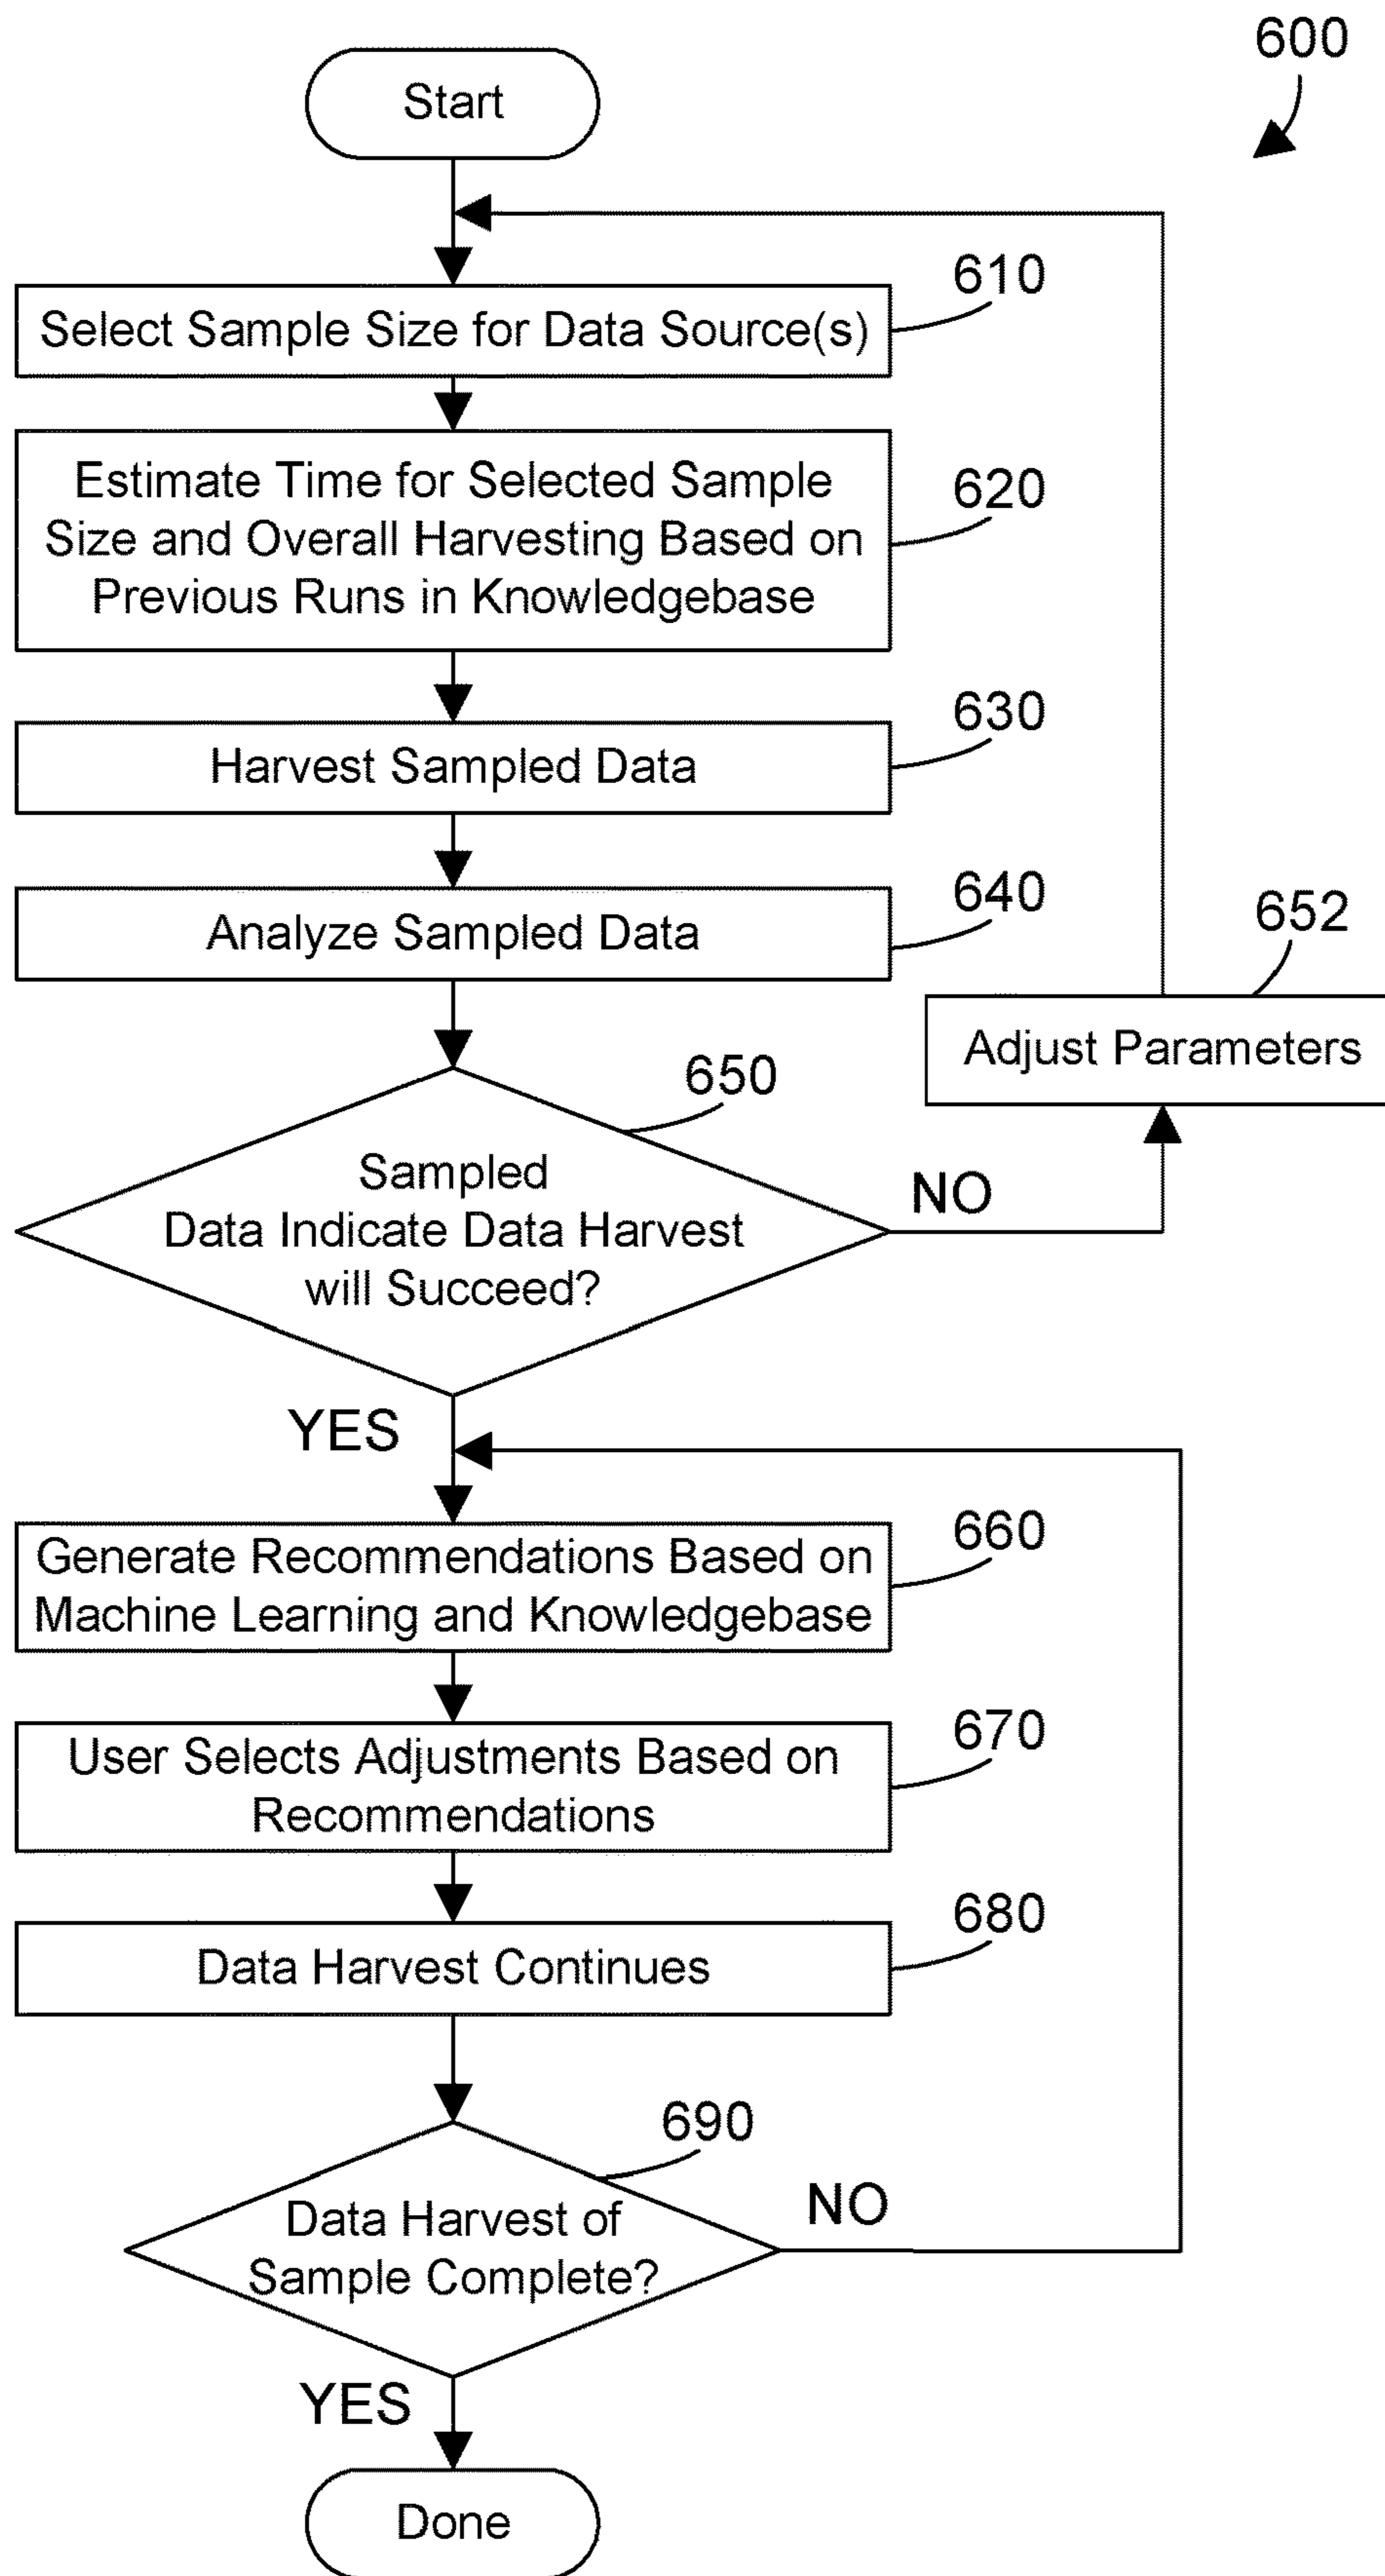 600
Start
610
Select Sample Size for Data Source(s)
620
Estimate Time for Selected Sample
Size and Overall Harvesting Based on
Previous Runs in Knowledgebase
630
Harvest Sampled Data
640
Analyze Sampled Data
652
Adjust Parameters
650
Sampled
Data Indicate Data Harvest
will Succeed?
NO
YES
660
Generate Recommendations Based on
Machine Learning and Knowledgebase
670
User Selects Adjustments Based on
Recommendations
680
Data Harvest Continues
690
Data Harvest of
Sample Complete?
NO
YES
Done